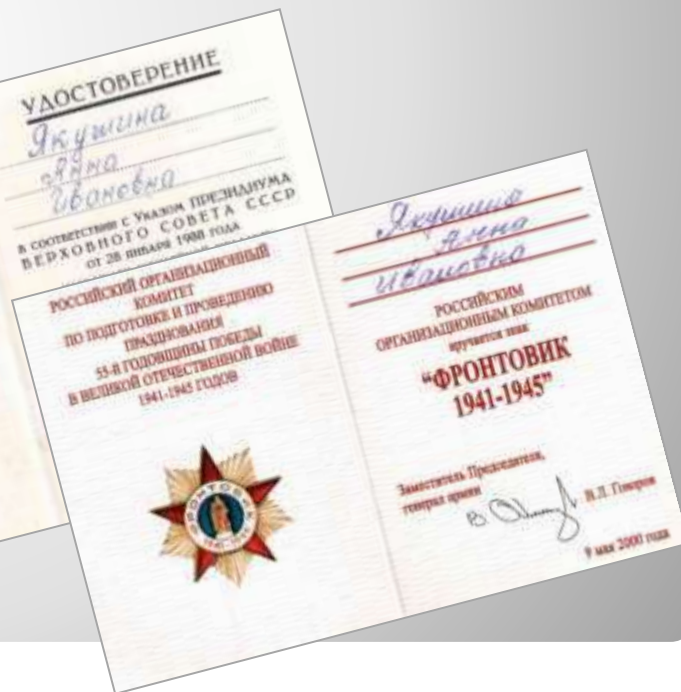 УДОСТОВЕРЕНИЕ
Якушина
Анна
Ивановна
В СООТВЕТСТВИИ С УКАЗОМ ПРЕЗИДИУМА
ВЕРХОВНОГО СОВЕТА СССР
ОТ 28 ЯНВАРЯ 1988 ГОДА
РОССИЙСКИЙ ОРГАНИЗАЦИОННЫЙ
КОМИТЕТ
ПО ПОДГОТОВКЕ И ПРОВЕДЕНИЮ
ПРАЗДНОВАНИЯ
55-Й ГОДОВЩИНЫ ПОБЕДЫ
В ВЕЛИКОЙ ОТЕЧЕСТВЕННОЙ ВОЙНЕ
1941-1945 ГОДОВ
ФРОНТОВИК
Якушина
Анна
Ивановна
РОССИЙСКИМ
ОРГАНИЗАЦИОННЫМ КОМИТЕТОМ
вручается знак
“ФРОНТОВИК
1941-1945”
Заместитель Председателя,
генерал армии
В.Л. Говоров
9 мая 2000 года